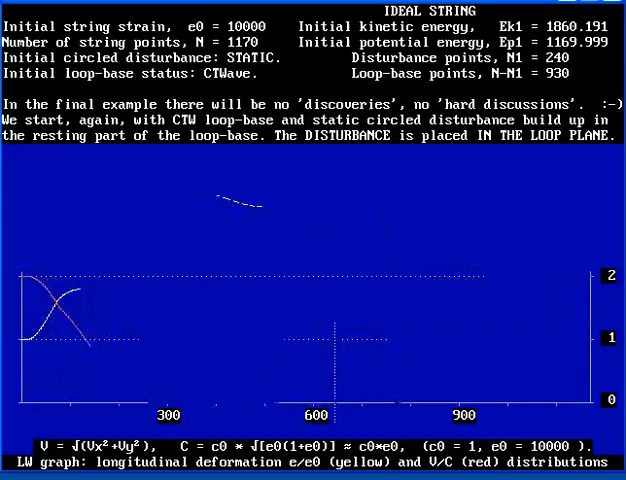 IDEAL STRING
Initial string strain, e0 = 10000 Initial kinetic energy, Ek1 = 1860.191
Number of string points, N = 1170 Initial potential energy, Ep1 = 1169.999
Initial circled disturbance: STATIC. Disturbance points, N1 = 240
Initial loop-base status: CTWave. Loop-base points, N-N1 = 930
In the final example there will be no 'discoveries', no 'hard discussions'. :-)
We start, again, with CTW loop-base and static circled disturbance build up in
the resting part of the loop-base. The DISTURBANCE is placed IN THE LOOP PLANE.
2
1
0
300 600 900
V = √(Vx²+Vy²), C = c0 * √[e0(1+e0)] ≈ c0*e0, (c0 = 1, e0 = 10000 ).
LW graph: longitudinal deformation e/e0 (yellow) and V/C (red) distributions